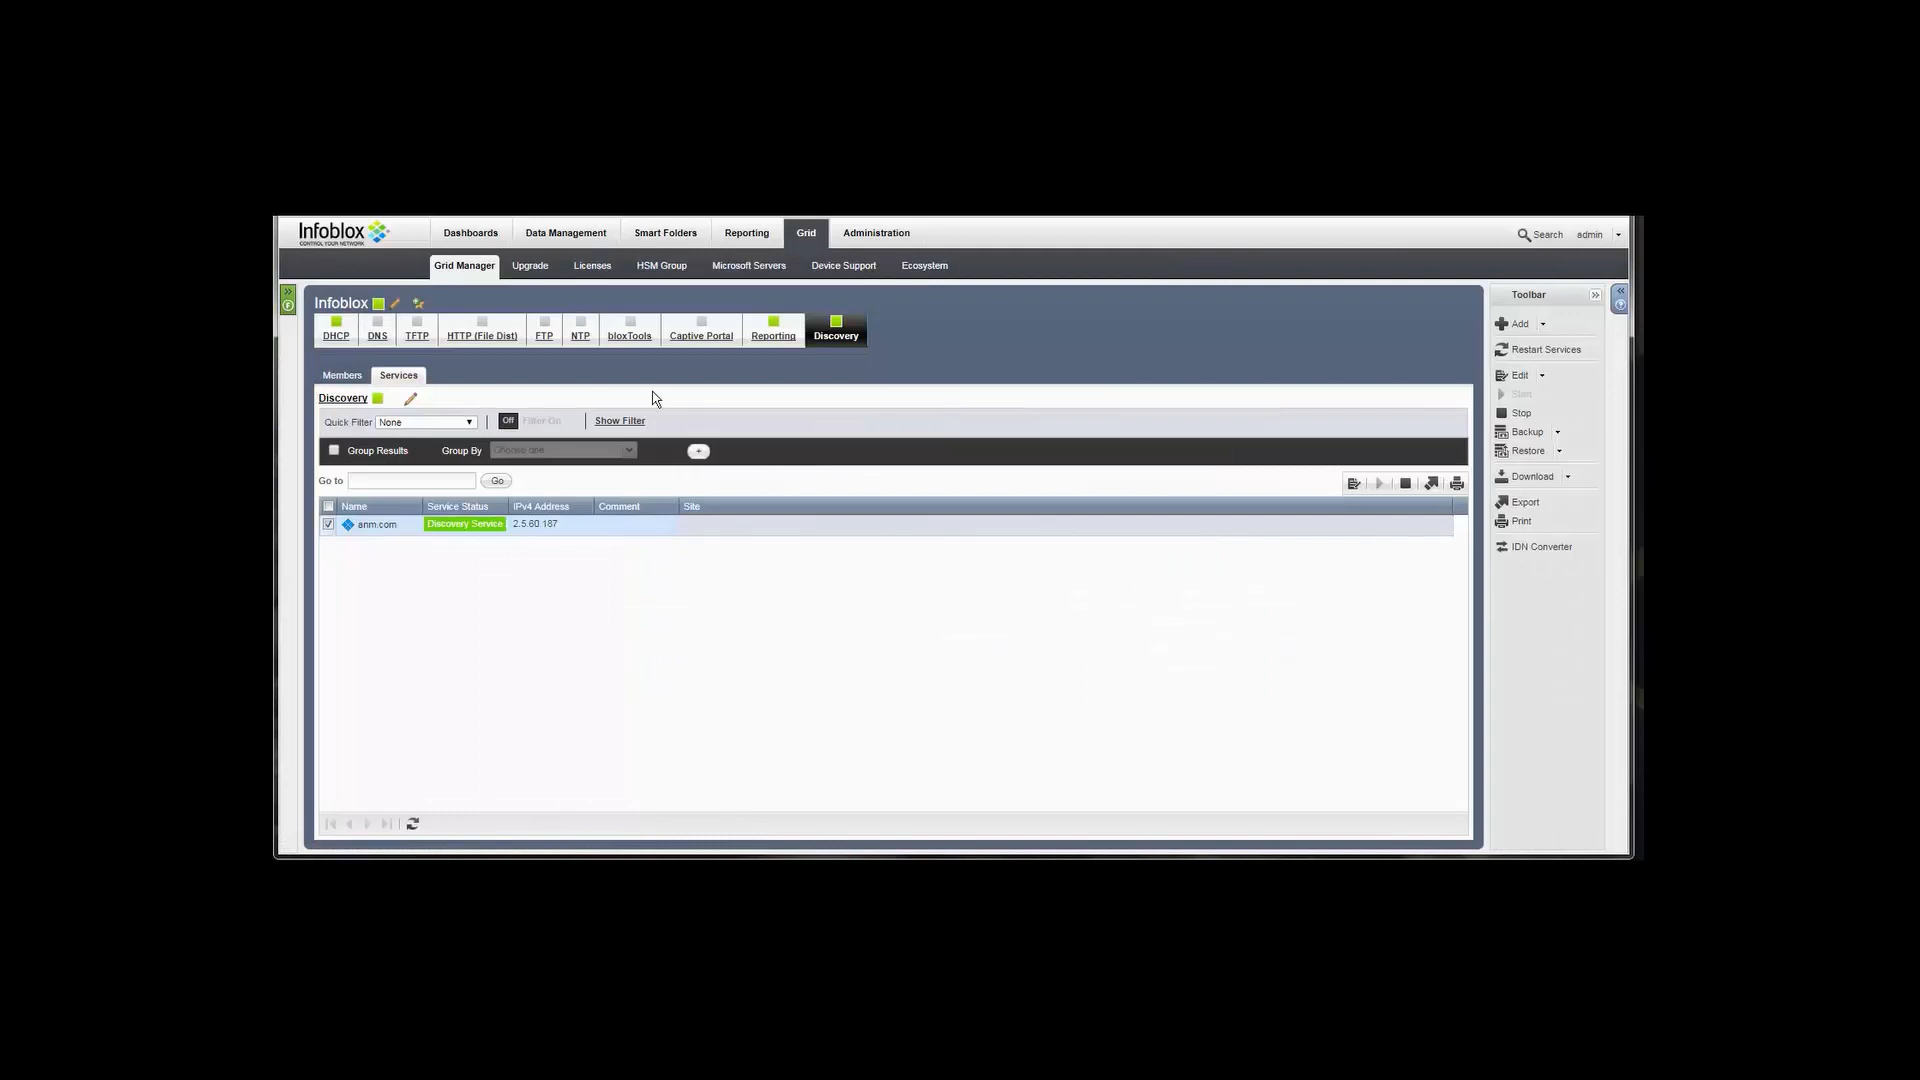 Infoblox
CONTROL YOUR NETWORK
Dashboards Data Management Smart Folders Reporting Grid Administration
Search admin
Grid Manager Upgrade Licenses HSM Group Microsoft Servers Device Support Ecosystem
Infoblox
DHCP DNS TFTP HTTP (File Dist) FTP NTP bloxTools Captive Portal Reporting Discovery
Members Services
Discovery
Quick Filter None Off Filter On Show Filter
Group Results Group By Choose one +
Go to Go
Name Service Status IPv4 Address Comment Site
anm.com Discovery Service 2.5.60.187
Toolbar
Add
Restart Services
Edit
Start
Stop
Backup
Restore
Download
Export
Print
IDN Converter